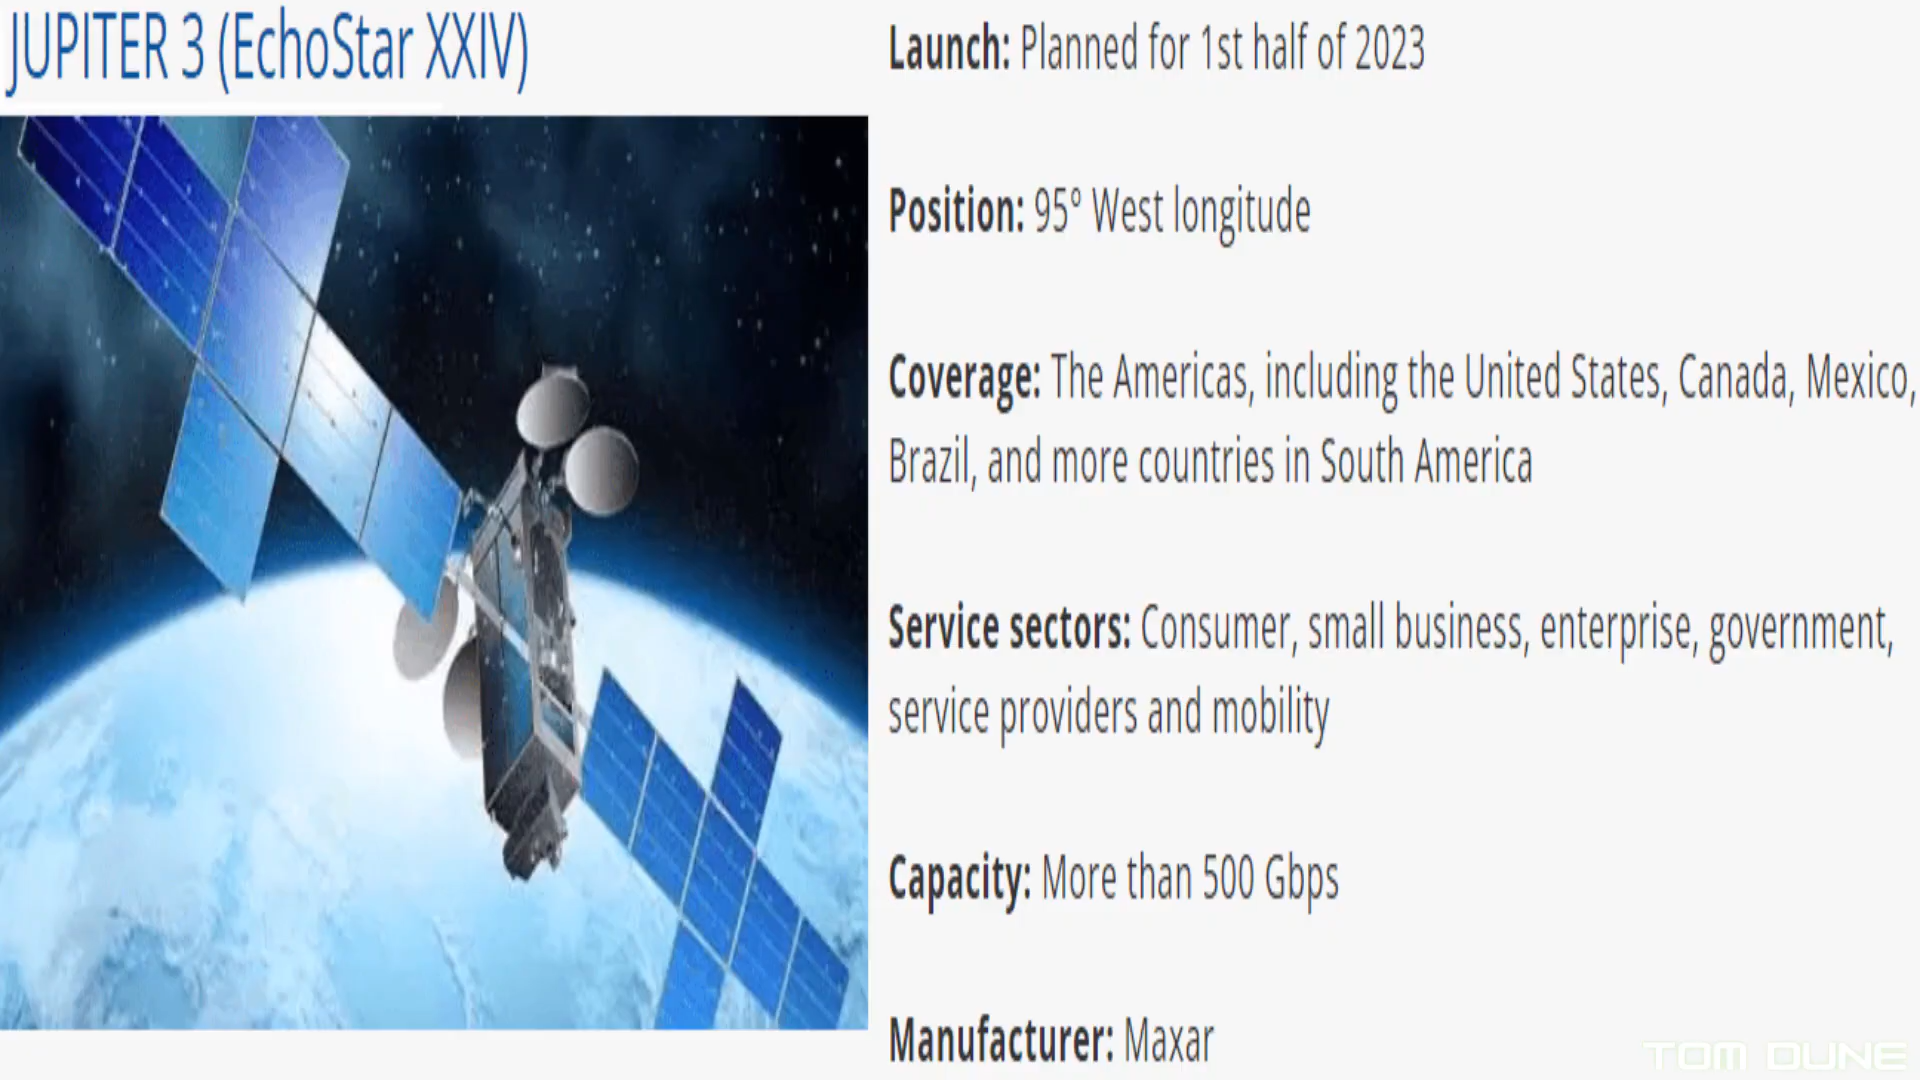 JUPITER 3 (EchoStar XXIV)
Launch: Planned for 1st half of 2023
Position: 95° West longitude
Coverage: The Americas, including the United States, Canada, Mexico,
Brazil, and more countries in South America
Service sectors: Consumer, small business, enterprise, government,
service providers and mobility
Capacity: More than 500 Gbps
Manufacturer: Maxar
TOM DUNE